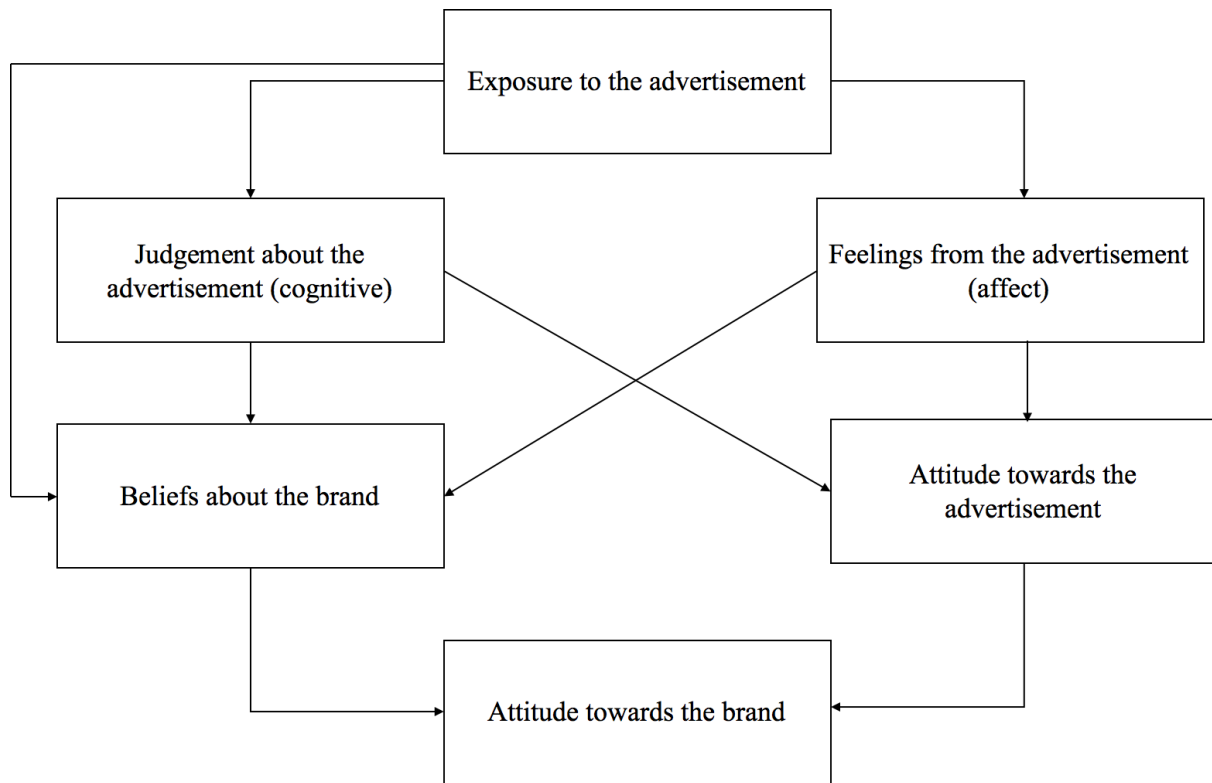 Exposure to the advertisement
Judgement about the
advertisement (cognitive)
Feelings from the advertisement
(affect)
Beliefs about the brand
Attitude towards the
advertisement
Attitude towards the brand